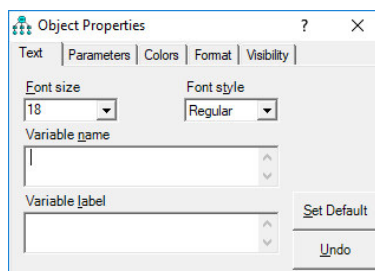 Object Properties ? ×
Text Parameters Colors Format Visibility
Font size Font style
18 Regular
Variable name
Variable label
Set Default
Undo